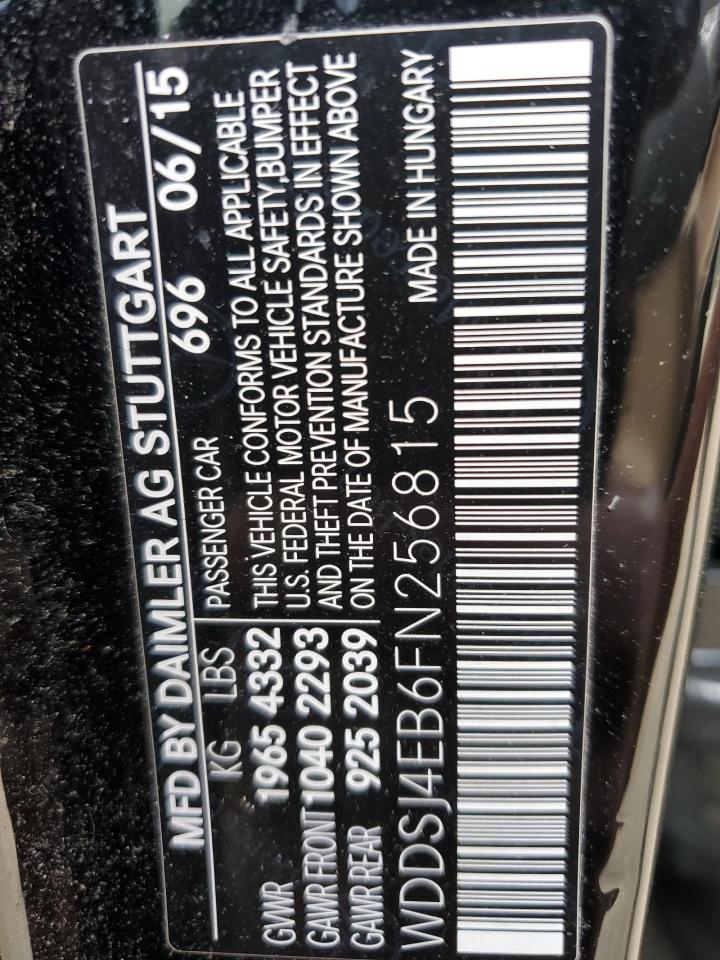 MFD BY DAIMLER AG STUTTGART
696 06/15
KG LBS PASSENGER CAR
GVWR 1965 4332 THIS VEHICLE CONFORMS TO ALL APPLICABLE
GAWR FRONT 1040 2293 U.S. FEDERAL MOTOR VEHICLE SAFETY,BUMPER
GAWR REAR 925 2039 AND THEFT PREVENTION STANDARDS IN EFFECT
ON THE DATE OF MANUFACTURE SHOWN ABOVE
WDDSJ4EB6FN256815 MADE IN HUNGARY